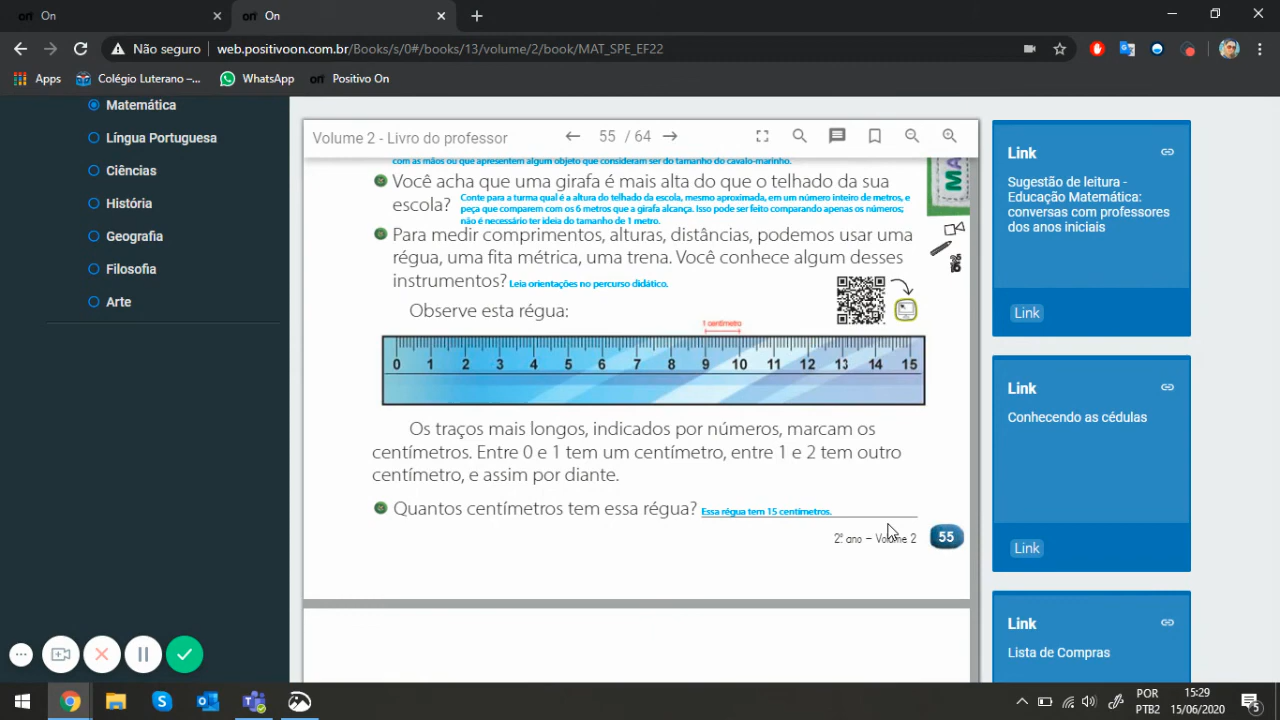 On
On
Não seguro
web.positivoon.com.br/Books/s/0#/books/13/volume/2/book/MAT_SPE_EF22
Apps
Colégio Luterano –...
WhatsApp
on
Positivo On
Matemática
Língua Portuguesa
Ciências
História
Geografia
Filosofia
Arte
Volume 2 - Livro do professor
55 / 64
com as mãos ou que apresentem algum objeto que consideram ser do tamanho do cavalo-marinho.
Você acha que uma girafa é mais alta do que o telhado da sua
escola?
Conte para a turma qual é a altura do telhado da escola, mesmo aproximada, em um número inteiro de metros, e
peça que comparem com os 6 metros que a girafa alcança. Isso pode ser feito comparando apenas os números;
não é necessário ter ideia do tamanho de 1 metro.
Para medir comprimentos, alturas, distâncias, podemos usar uma
régua, uma fita métrica, uma trena. Você conhece algum desses
instrumentos? Leia orientações no percurso didático.
Observe esta régua:
1 centímetro
0 1 2 3 4 5 6 7 8 9 10 11 12 13 14 15
Os traços mais longos, indicados por números, marcam os
centímetros. Entre 0 e 1 tem um centímetro, entre 1 e 2 tem outro
centímetro, e assim por diante.
Quantos centímetros tem essa régua? Essa régua tem 15 centímetros.
2º. ano – Volume 2
55
MA
Link
Sugestão de leitura -
Educação Matemática:
conversas com professores
dos anos iniciais
Link
Link
Conhecendo as cédulas
Link
Link
Lista de Compras
POR
PTB2
15:29
15/06/2020
5